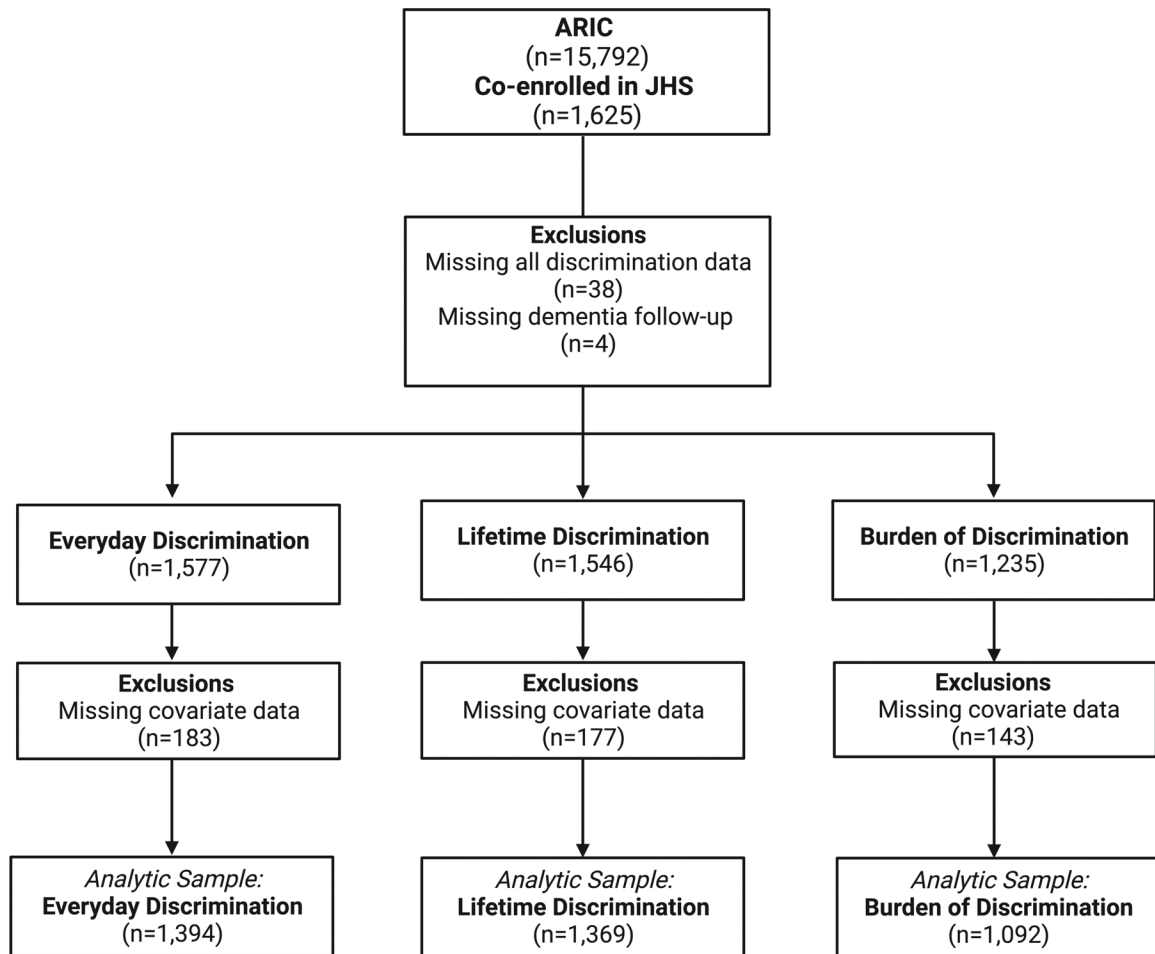 ARIC
(n=15,792)
Co-enrolled in JHS
(n=1,625)
Exclusions
Missing all discrimination data
(n=38)
Missing dementia follow-up
(n=4)
Everyday Discrimination
(n=1,577)
Lifetime Discrimination
(n=1,546)
Burden of Discrimination
(n=1,235)
Exclusions
Missing covariate data
(n=183)
Exclusions
Missing covariate data
(n=177)
Exclusions
Missing covariate data
(n=143)
Analytic Sample:
Everyday Discrimination
(n=1,394)
Analytic Sample:
Lifetime Discrimination
(n=1,369)
Analytic Sample:
Burden of Discrimination
(n=1,092)